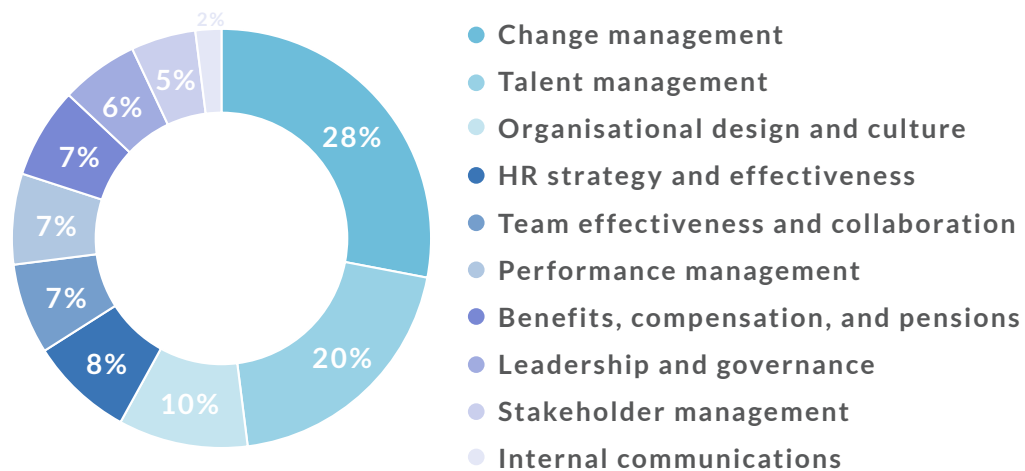 2%
28%
20%
10%
8%
7%
7%
7%
6%
5%
Change management
Talent management
Organisational design and culture
HR strategy and effectiveness
Team effectiveness and collaboration
Performance management
Benefits, compensation, and pensions
Leadership and governance
Stakeholder management
Internal communications